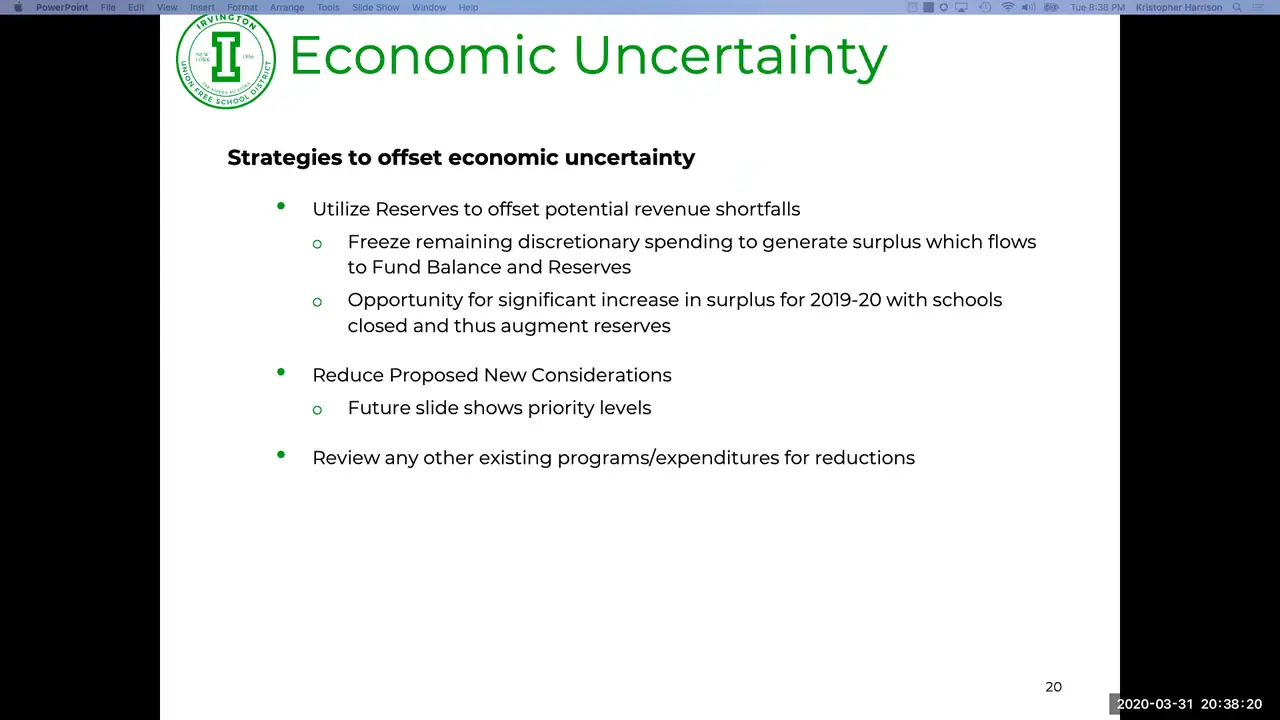 PowerPoint File Edit View Insert Format Arrange Tools Slide Show Window Help Tue 8:38 PM Kristopher Harrison
IRVINGTON
NEW YORK 1956
UNION FREE SCHOOL DISTRICT
Economic Uncertainty
Strategies to offset economic uncertainty
• Utilize Reserves to offset potential revenue shortfalls
o Freeze remaining discretionary spending to generate surplus which flows
to Fund Balance and Reserves
o Opportunity for significant increase in surplus for 2019-20 with schools
closed and thus augment reserves
• Reduce Proposed New Considerations
o Future slide shows priority levels
• Review any other existing programs/expenditures for reductions
20
2020-03-31 20:38:20